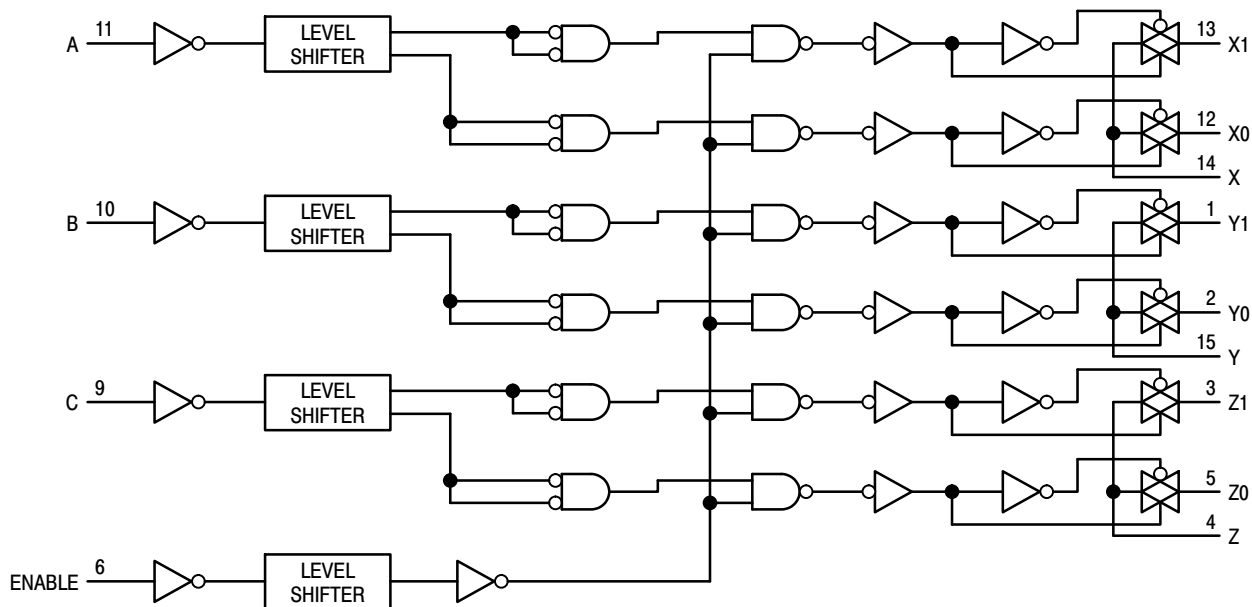 A 11 LEVEL SHIFTER 13 X1
12 X0
14 X
B 10 LEVEL SHIFTER 1 Y1
2 Y0
15 Y
C 9 LEVEL SHIFTER 3 Z1
5 Z0
4 Z
ENABLE 6 LEVEL SHIFTER